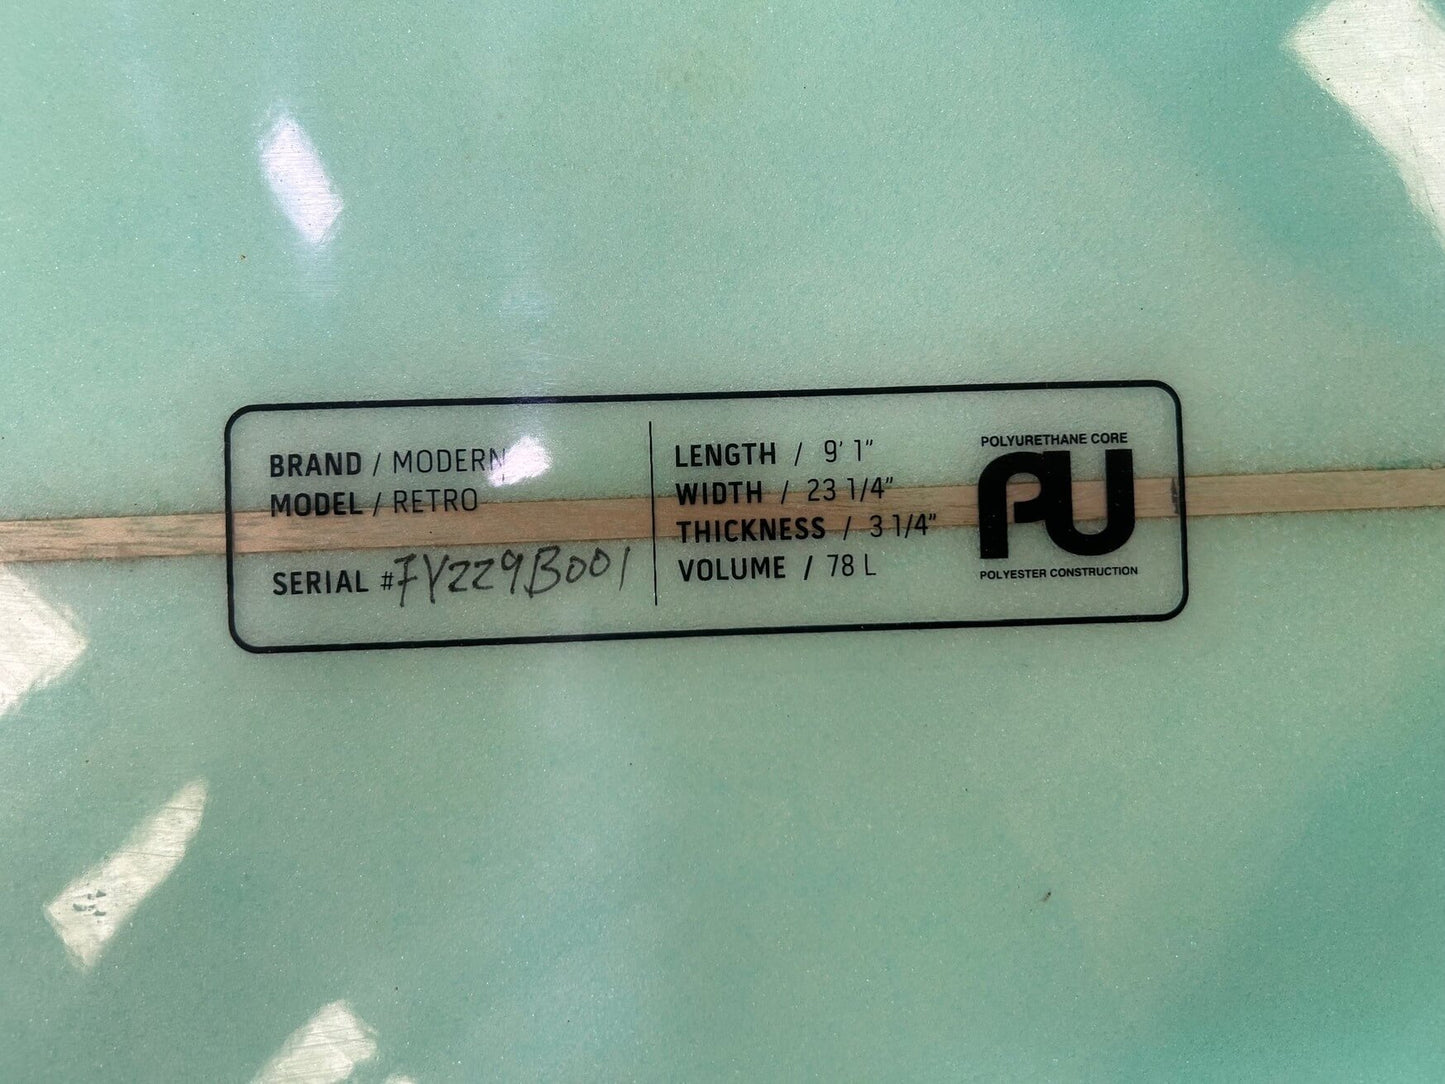 BRAND / MODERN
MODEL / RETRO
SERIAL # FY229B001
LENGTH / 9' 1"
WIDTH / 23 1/4"
THICKNESS / 3 1/4"
VOLUME / 78 L
POLYURETHANE CORE
PU
POLYESTER CONSTRUCTION